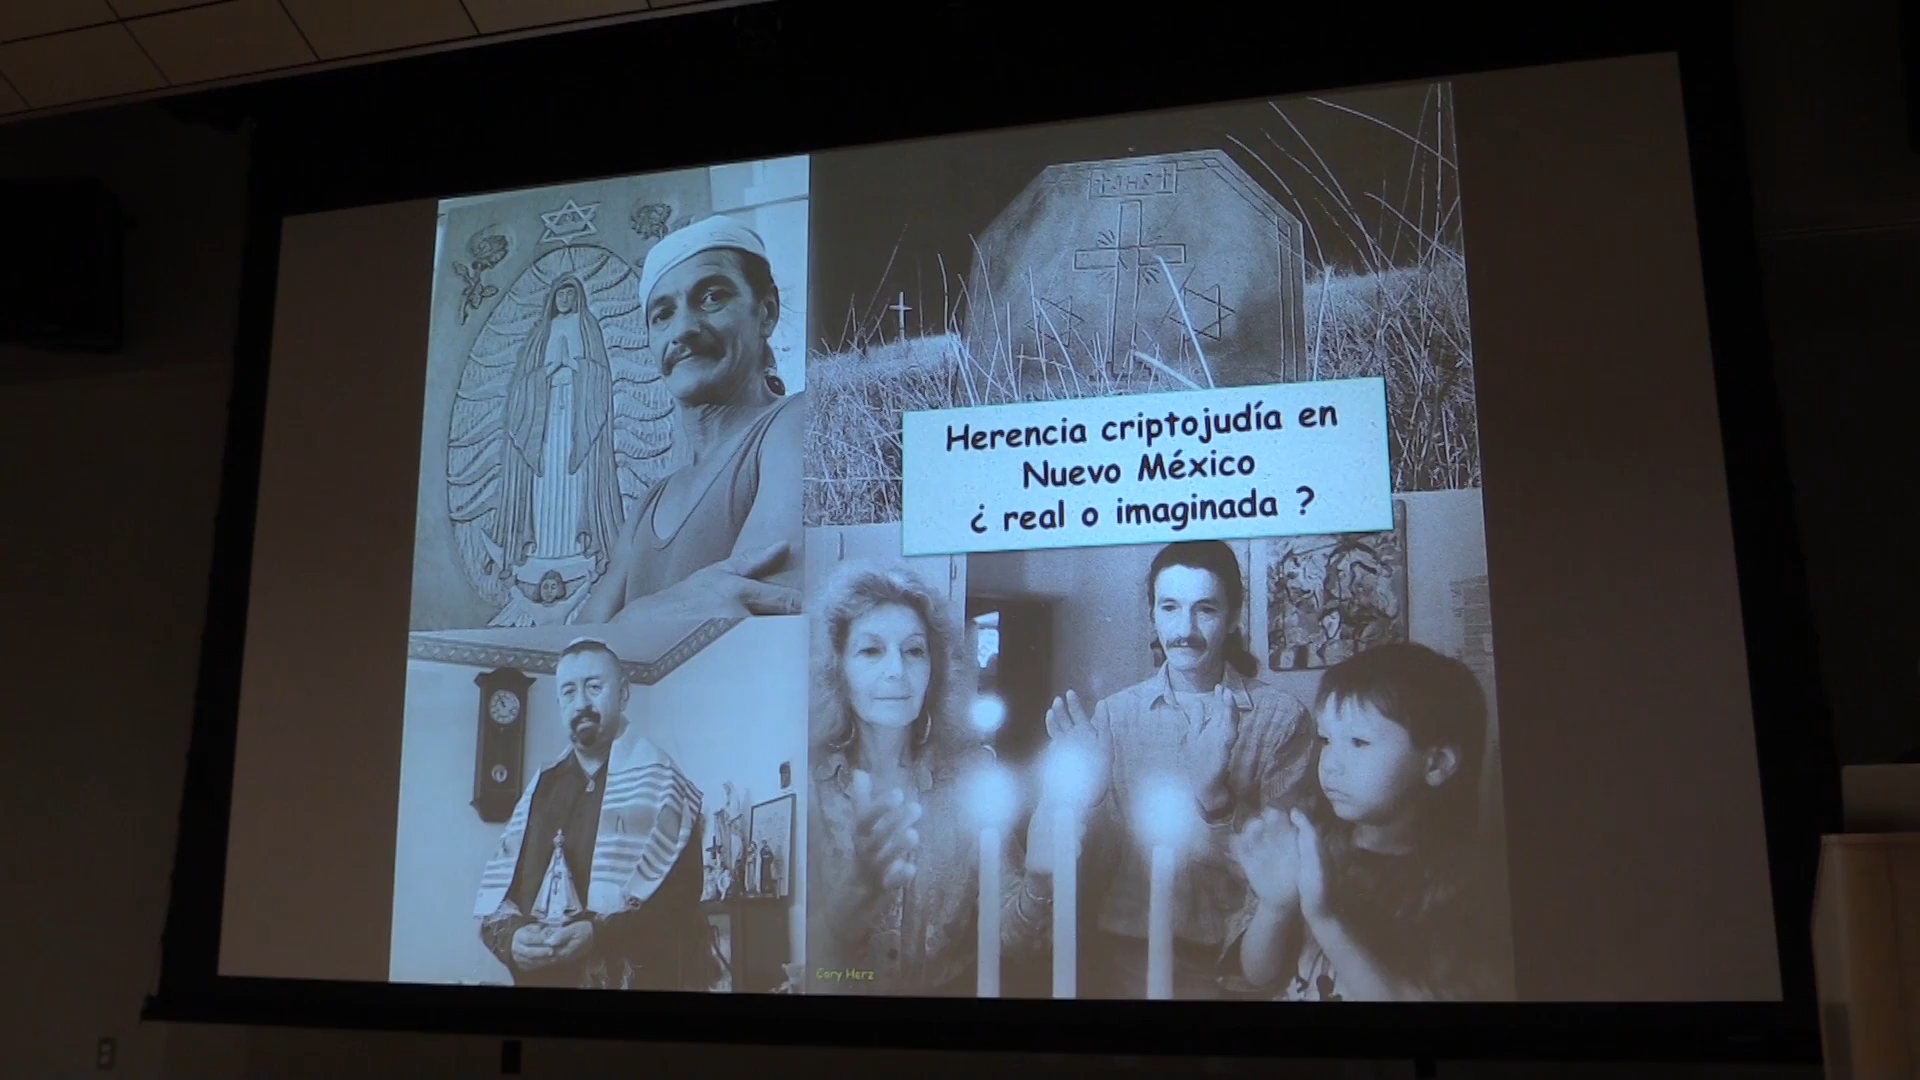 Herencia criptojudía en
Nuevo México
¿ real o imaginada ?
Cary Herz